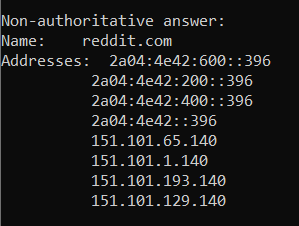 Non-authoritative answer:
Name:    reddit.com
Addresses:  2a04:4e42:600::396
2a04:4e42:200::396
2a04:4e42:400::396
2a04:4e42::396
151.101.65.140
151.101.1.140
151.101.193.140
151.101.129.140